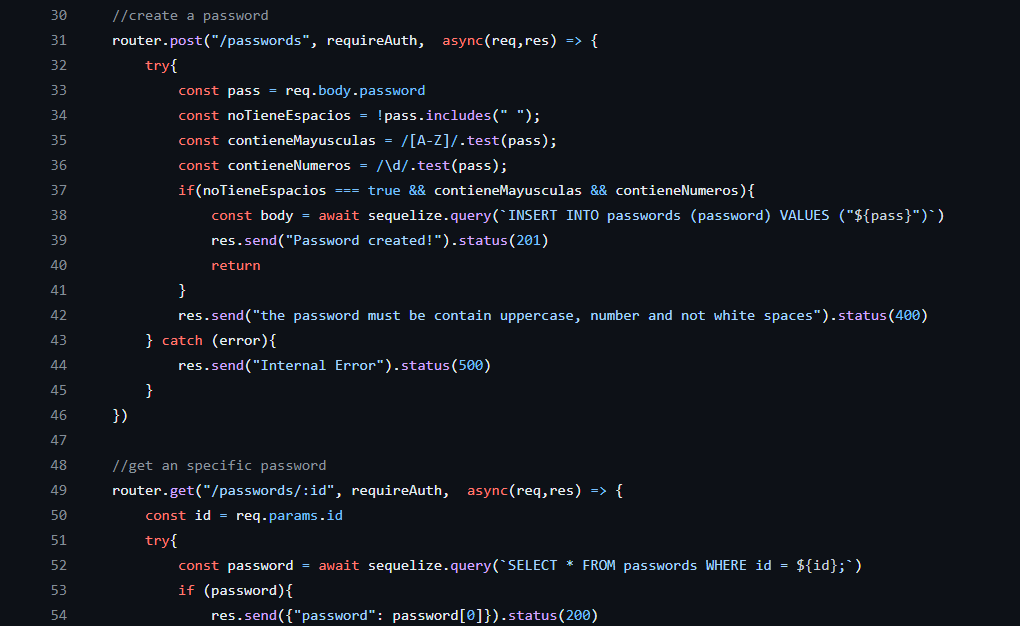 30 //create a password
31 router.post("/passwords", requireAuth,  async(req,res) => {
32     try{
33         const pass = req.body.password
34         const noTieneEspacios = !pass.includes(" ");
35         const contieneMayusculas = /[A-Z]/.test(pass);
36         const contieneNumeros = /\d/.test(pass);
37         if(noTieneEspacios === true && contieneMayusculas && contieneNumeros){
38             const body = await sequelize.query(`INSERT INTO passwords (password) VALUES ("${pass}")`)
39             res.send("Password created!").status(201)
40             return
41         }
42         res.send("the password must be contain uppercase, number and not white spaces").status(400)
43     } catch (error){
44         res.send("Internal Error").status(500)
45     }
46 })
47
48 //get an specific password
49 router.get("/passwords/:id", requireAuth,  async(req,res) => {
50     const id = req.params.id
51     try{
52         const password = await sequelize.query(`SELECT * FROM passwords WHERE id = ${id};`)
53         if (password){
54             res.send({"password": password[0]}).status(200)